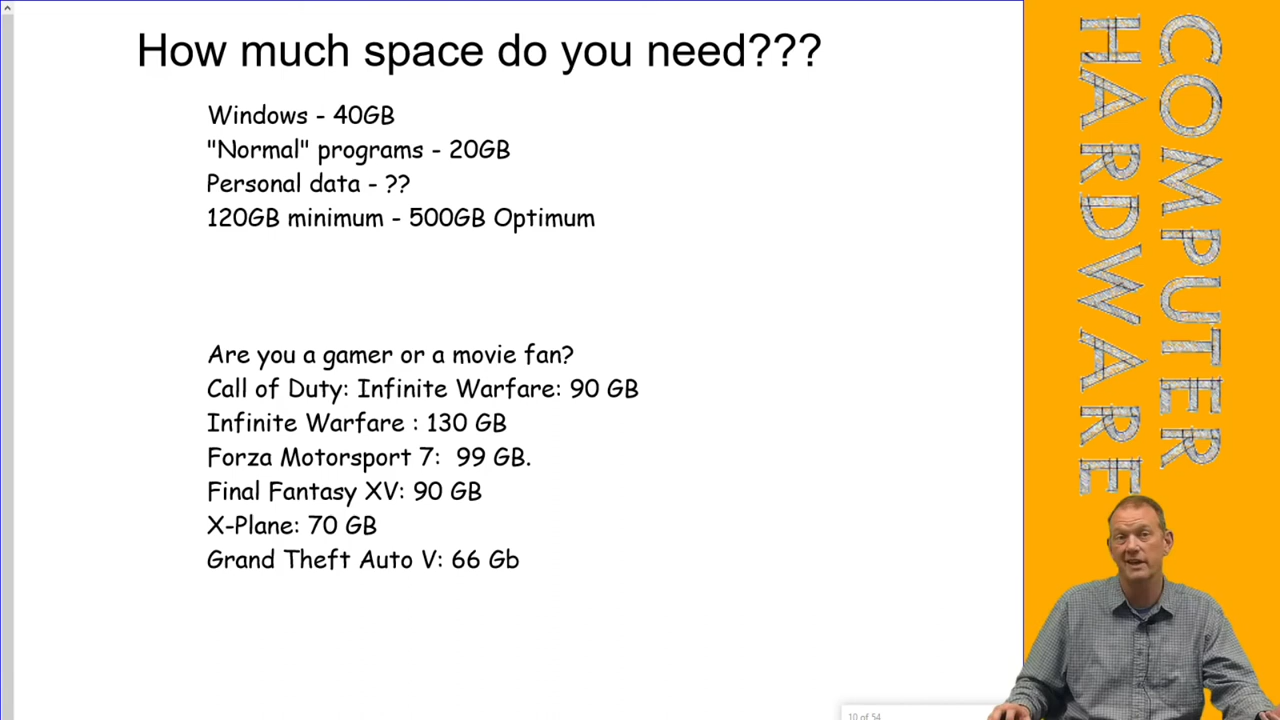 How much space do you need???
Windows - 40GB
"Normal" programs - 20GB
Personal data - ??
120GB minimum - 500GB Optimum
Are you a gamer or a movie fan?
Call of Duty: Infinite Warfare: 90 GB
Infinite Warfare : 130 GB
Forza Motorsport 7:  99 GB.
Final Fantasy XV: 90 GB
X-Plane: 70 GB
Grand Theft Auto V: 66 Gb
COMPUTER
HARDWARE
10 of 54